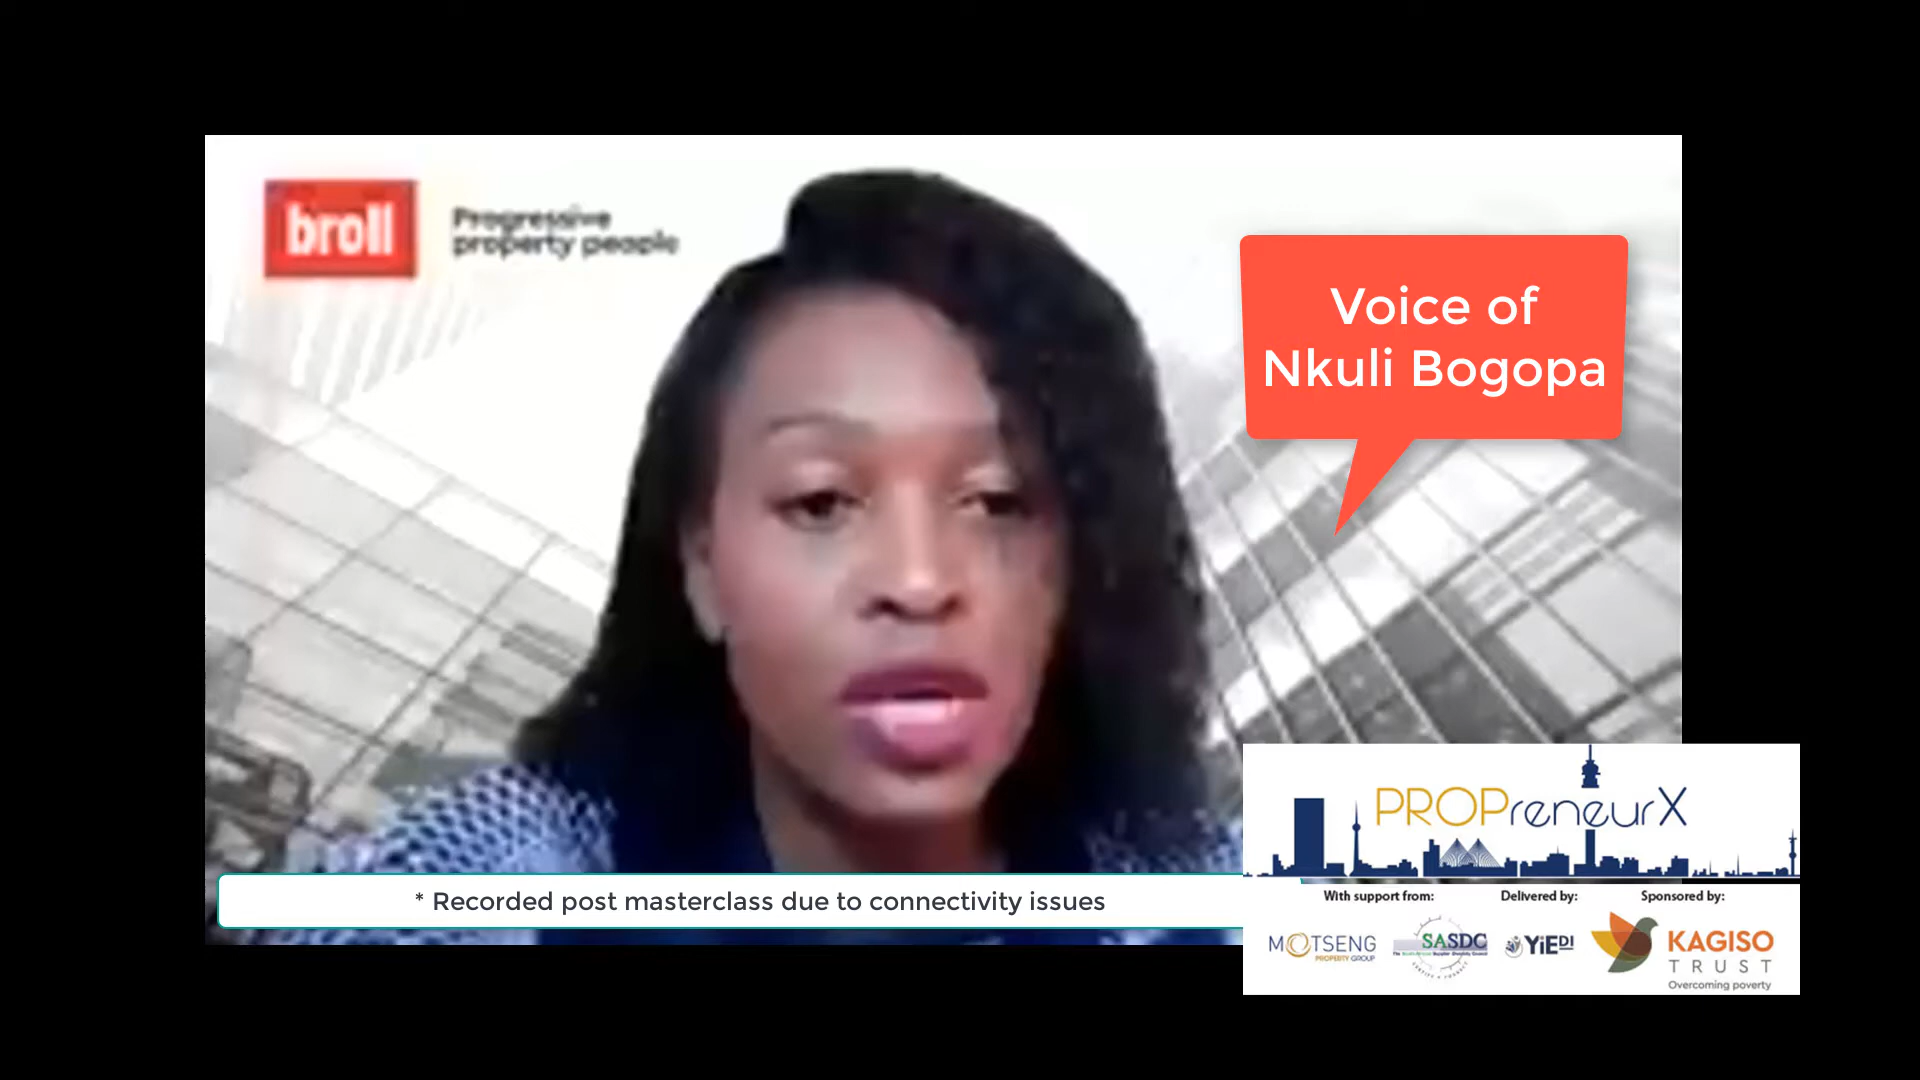 broll
Progressive
property people
Voice of
Nkuli Bogopa
* Recorded post masterclass due to connectivity issues
PROPreneurX
With support from:
Delivered by:
Sponsored by:
MOTSENG
PROPERTY GROUP
SASDC
YiEDI
KAGISO
TRUST
Overcoming poverty